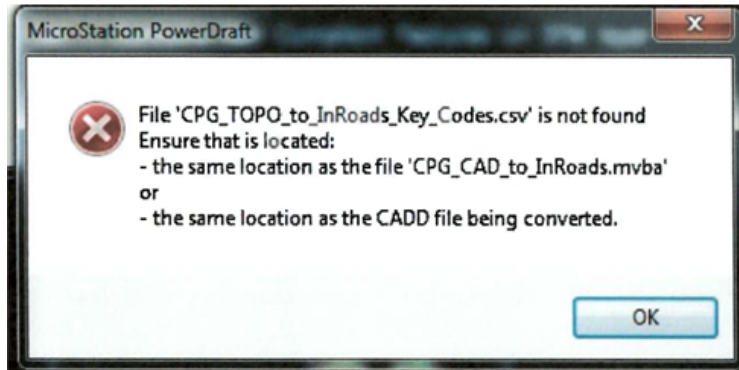 MicroStation PowerDraft
File 'CPG_TOPO_to_InRoads_Key_Codes.csv' is not found
Ensure that is located:
- the same location as the file 'CPG_CAD_to_InRoads.mvba'
or
- the same location as the CADD file being converted.
OK